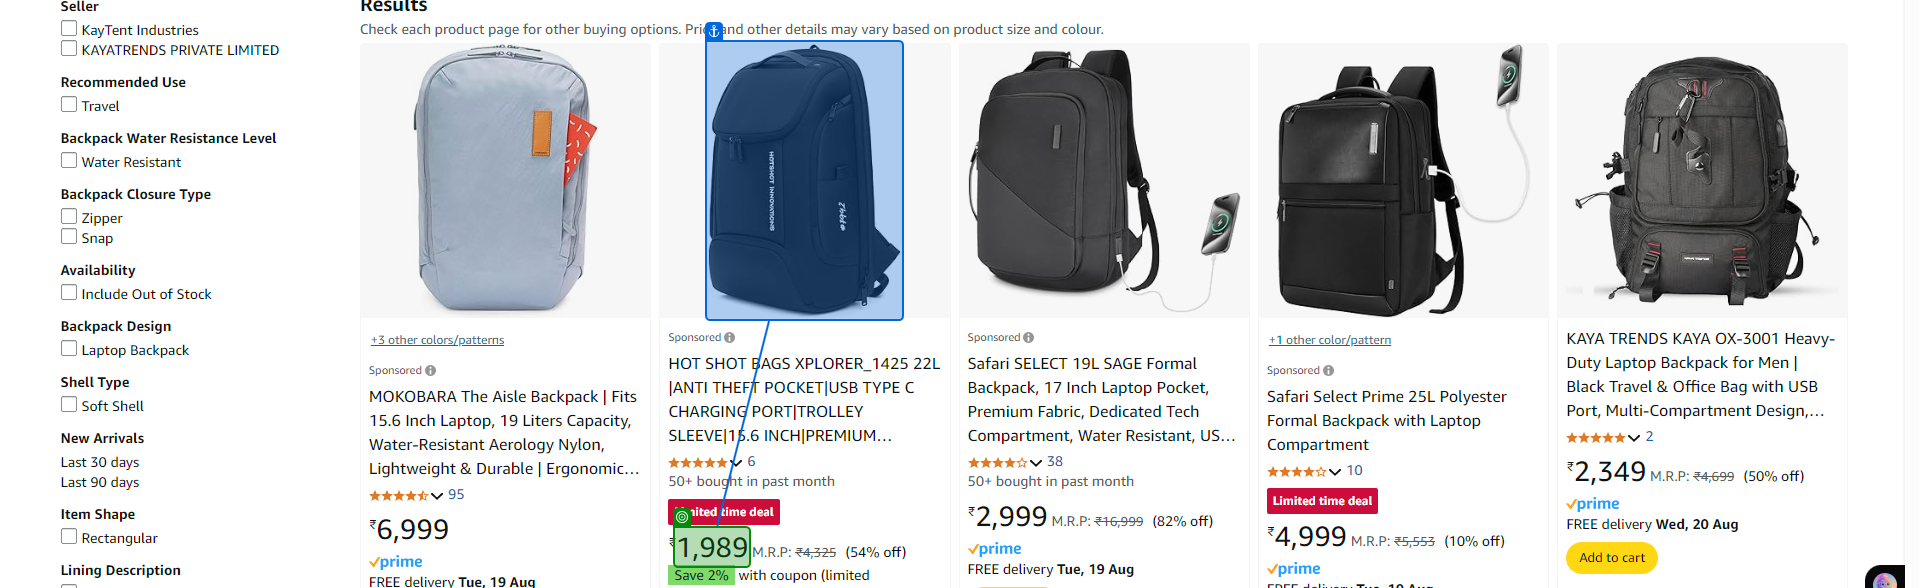 Seller
KayTent Industries
KAYATRENDS PRIVATE LIMITED
Recommended Use
Travel
Backpack Water Resistance Level
Water Resistant
Backpack Closure Type
Zipper
Snap
Availability
Include Out of Stock
Backpack Design
Laptop Backpack
Shell Type
Soft Shell
New Arrivals
Last 30 days
Last 90 days
Item Shape
Rectangular
Lining Description
Results
Check each product page for other buying options. Price and other details may vary based on product size and colour.
+3 other colors/patterns
Sponsored
MOKOBARA The Aisle Backpack | Fits
15.6 Inch Laptop, 19 Liters Capacity,
Water-Resistant Aerology Nylon,
Lightweight & Durable | Ergonomic…
95
₹6,999
prime
FREE delivery Tue, 19 Aug
HOTSHOT INNOVATIONS
Sponsored
HOT SHOT BAGS XPLORER_1425 22L
|ANTI THEFT POCKET|USB TYPE C
CHARGING PORT|TROLLEY
SLEEVE|15.6 INCH|PREMIUM…
6
50+ bought in past month
Limited time deal
₹1,989 M.R.P: ₹4,325 (54% off)
Save 2% with coupon (limited
Sponsored
Safari SELECT 19L SAGE Formal
Backpack, 17 Inch Laptop Pocket,
Premium Fabric, Dedicated Tech
Compartment, Water Resistant, US…
38
50+ bought in past month
₹2,999 M.R.P: ₹16,999 (82% off)
prime
FREE delivery Tue, 19 Aug
+1 other color/pattern
Sponsored
Safari Select Prime 25L Polyester
Formal Backpack with Laptop
Compartment
10
Limited time deal
₹4,999 M.R.P: ₹5,553 (10% off)
prime
FREE delivery Tue, 19 Aug
KAYA TRENDS KAYA OX-3001 Heavy-
Duty Laptop Backpack for Men |
Black Travel & Office Bag with USB
Port, Multi-Compartment Design,…
2
₹2,349 M.R.P: ₹4,699 (50% off)
prime
FREE delivery Wed, 20 Aug
Add to cart